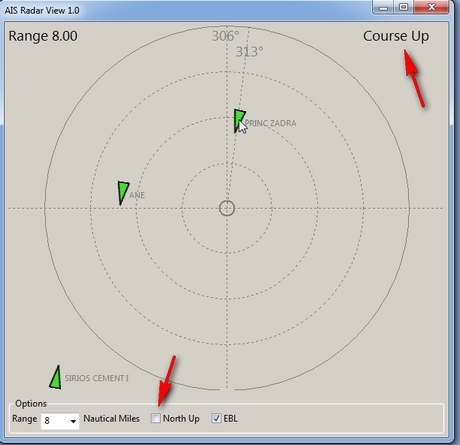 AIS Radar View 1.0
Range 8.00
306°
Course Up
313°
PRINC ZADRA
ANE
SIRIOS CEMENT I
Options
Range 8 Nautical Miles North Up EBL